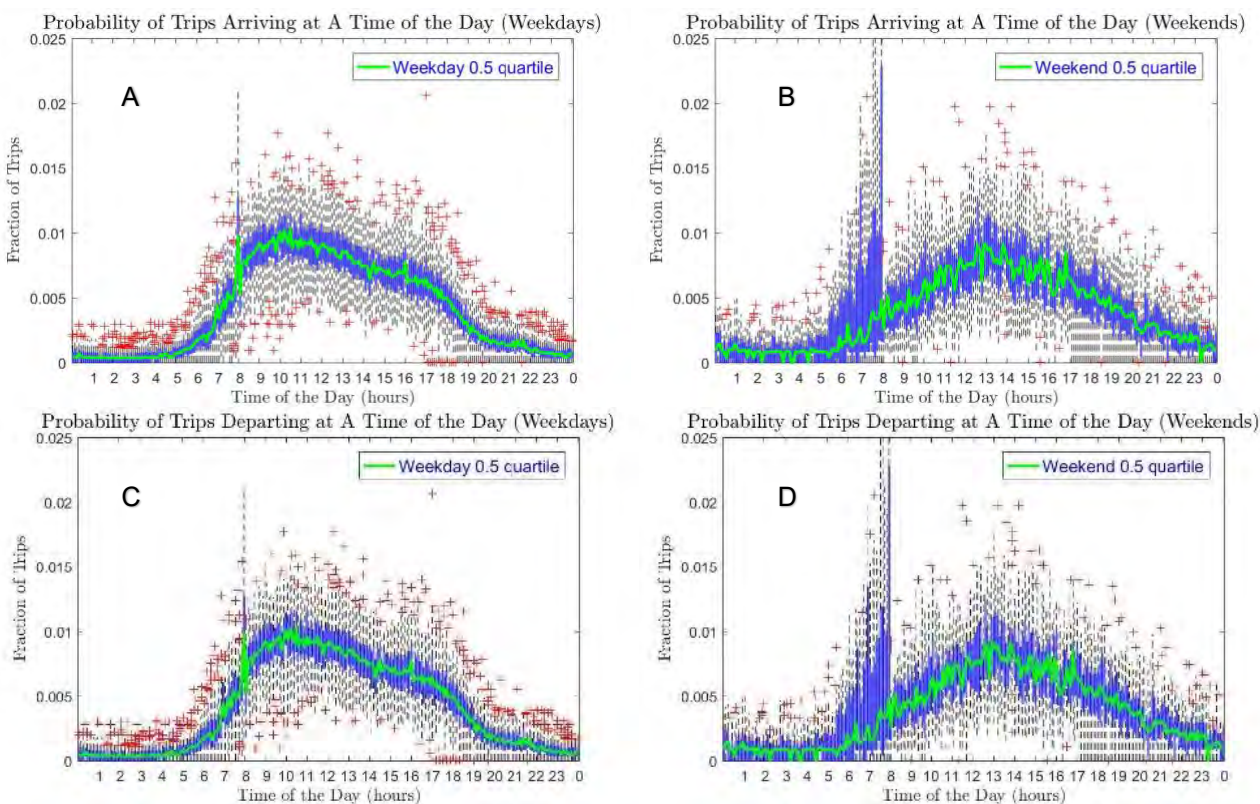 Probability of Trips Arriving at A Time of the Day (Weekdays)
0.025
0.02
0.015
0.01
0.005
0
Fraction of Trips
A
Weekday 0.5 quartile
1 2 3 4 5 6 7 8 9 10 11 12 13 14 15 16 17 18 19 20 21 22 23 0
Time of the Day (hours)
Probability of Trips Arriving at A Time of the Day (Weekends)
0.025
0.02
0.015
0.01
0.005
0
Fraction of Trips
B
Weekend 0.5 quartile
1 2 3 4 5 6 7 8 9 10 11 12 13 14 15 16 17 18 19 20 21 22 23 0
Time of the Day (hours)
Probability of Trips Departing at A Time of the Day (Weekdays)
0.025
0.02
0.015
0.01
0.005
0
Fraction of Trips
C
Weekday 0.5 quartile
1 2 3 4 5 6 7 8 9 10 11 12 13 14 15 16 17 18 19 20 21 22 23 0
Time of the Day (hours)
Probability of Trips Departing at A Time of the Day (Weekends)
0.025
0.02
0.015
0.01
0.005
0
Fraction of Trips
D
Weekend 0.5 quartile
1 2 3 4 5 6 7 8 9 10 11 12 13 14 15 16 17 18 19 20 21 22 23 0
Time of the Day (hours)